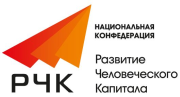 НАЦИОНАЛЬНАЯ
КОНФЕДЕРАЦИЯ
Развитие
Человеческого
Капитала
РЧК